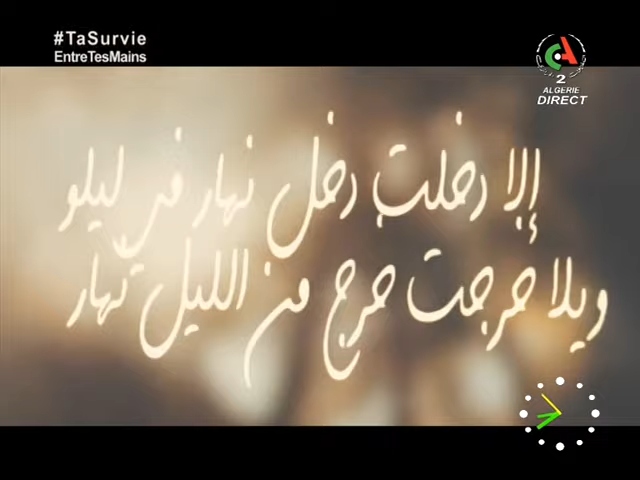 #TaSurvie
EntreTesMains
2
ALGERIE
DIRECT
إلا دخلت دخل نهار في ليلو
ويلا خرجت خرج من الليل نهار